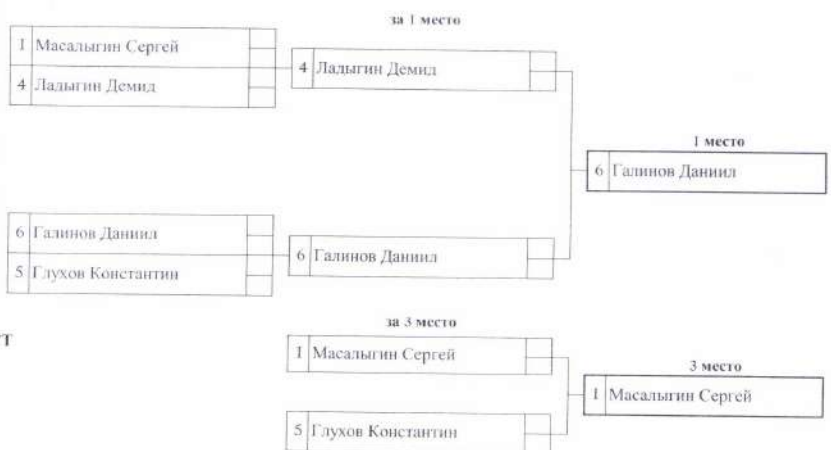 за 1 место
1 Масалыгин Сергей
4 Ладыгин Демид
4 Ладыгин Демид
1 место
6 Галинов Даниил
6 Галинов Даниил
5 Глухов Константин
6 Галинов Даниил
за 3 место
1 Масалыгин Сергей
3 место
1 Масалыгин Сергей
5 Глухов Константин